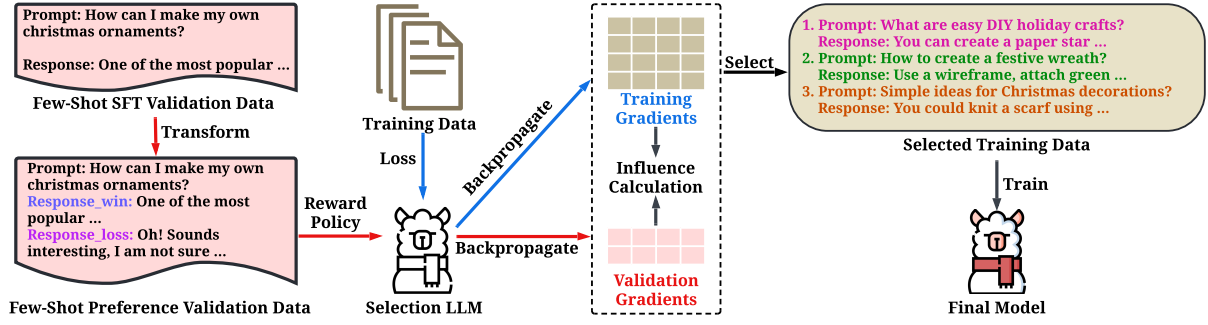 Prompt: How can I make my own
christmas ornaments?
Response: One of the most popular ...
Few-Shot SFT Validation Data
Transform
Prompt: How can I make my own
christmas ornaments?
Response_win: One of the most
popular ...
Response_loss: Oh! Sounds
interesting, I am not sure ...
Few-Shot Preference Validation Data
Reward
Policy
Training Data
Loss
Selection LLM
Backpropagate
Backpropagate
Training
Gradients
Influence
Calculation
Validation
Gradients
Select
1. Prompt: What are easy DIY holiday crafts?
Response: You can create a paper star ...
2. Prompt: How to create a festive wreath?
Response: Use a wireframe, attach green ...
3. Prompt: Simple ideas for Christmas decorations?
Response: You could knit a scarf using ...
Selected Training Data
Train
Final Model